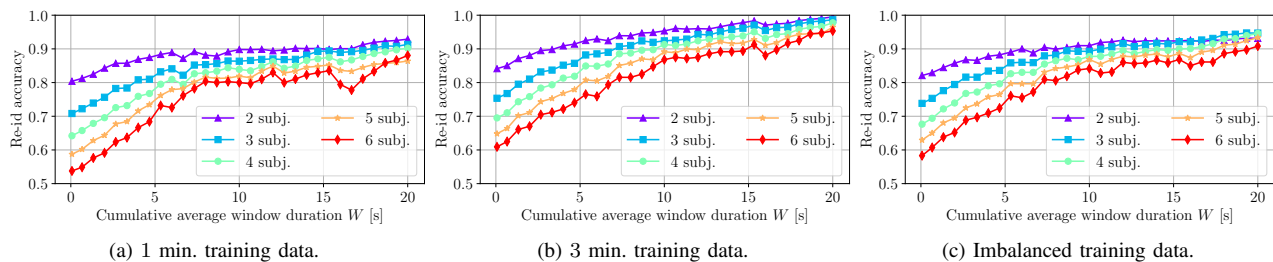 1.0
0.9
0.8
0.7
0.6
0.5
Re-id accuracy
2 subj.
3 subj.
4 subj.
5 subj.
6 subj.
0 5 10 15 20
Cumulative average window duration W [s]
(a) 1 min. training data.
1.0
0.9
0.8
0.7
0.6
0.5
Re-id accuracy
2 subj.
3 subj.
4 subj.
5 subj.
6 subj.
0 5 10 15 20
Cumulative average window duration W [s]
(b) 3 min. training data.
1.0
0.9
0.8
0.7
0.6
0.5
Re-id accuracy
2 subj.
3 subj.
4 subj.
5 subj.
6 subj.
0 5 10 15 20
Cumulative average window duration W [s]
(c) Imbalanced training data.